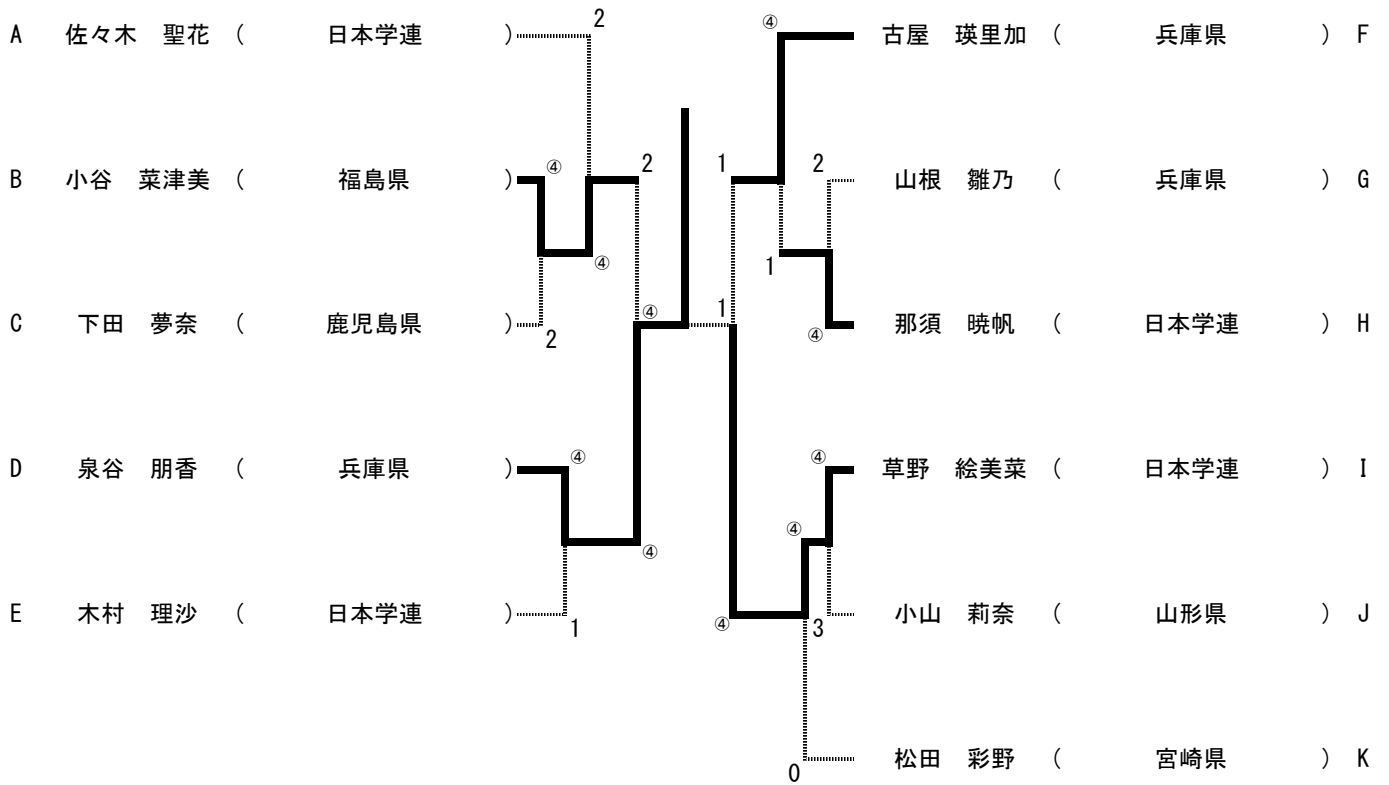 2
④
A 佐々木 聖花 ( 日本学連 ) 古屋 瑛里加 ( 兵庫県 ) F
④ 2 1 2
B 小谷 菜津美 ( 福島県 ) 山根 雛乃 ( 兵庫県 ) G
④ 1
④ 1
C 下田 夢奈 ( 鹿児島県 ) 那須 暁帆 ( 日本学連 ) H
2 ④
④ ④
D 泉谷 朋香 ( 兵庫県 ) 草野 絵美菜 ( 日本学連 ) I
④
④
E 木村 理沙 ( 日本学連 ) 小山 莉奈 ( 山形県 ) J
1 ④ 3
松田 彩野 ( 宮崎県 ) K
0